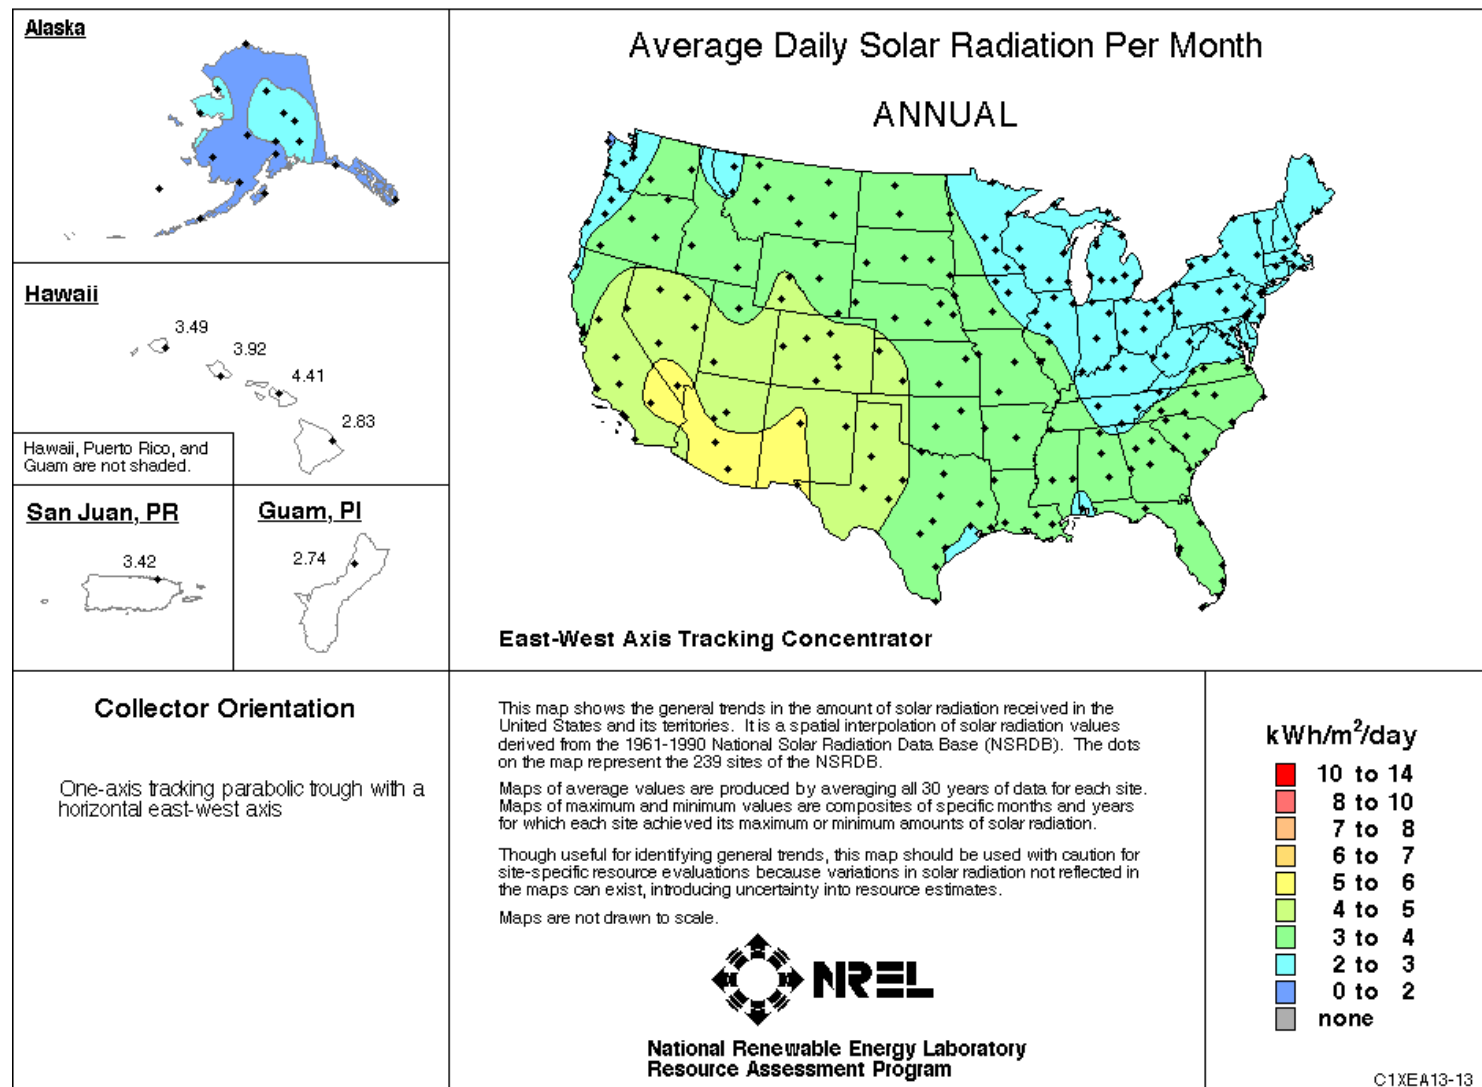 Alaska
Average Daily Solar Radiation Per Month
ANNUAL
Hawaii
3.49
3.92
4.41
2.83
Hawaii, Puerto Rico, and
Guam are not shaded.
San Juan, PR
3.42
Guam, PI
2.74
East-West Axis Tracking Concentrator
Collector Orientation
One-axis tracking parabolic trough with a
horizontal east-west axis
This map shows the general trends in the amount of solar radiation received in the
United States and its territories. It is a spatial interpolation of solar radiation values
derived from the 1961-1990 National Solar Radiation Data Base (NSRDB). The dots
on the map represent the 239 sites of the NSRDB.
Maps of average values are produced by averaging all 30 years of data for each site.
Maps of maximum and minimum values are composites of specific months and years
for which each site achieved its maximum or minimum amounts of solar radiation.
Though useful for identifying general trends, this map should be used with caution for
site-specific resource evaluations because variations in solar radiation not reflected in
the maps can exist, introducing uncertainty into resource estimates.
Maps are not drawn to scale.
NREL
National Renewable Energy Laboratory
Resource Assessment Program
kWh/m²/day
10 to 14
8 to 10
7 to 8
6 to 7
5 to 6
4 to 5
3 to 4
2 to 3
0 to 2
none
C1XEA13-13